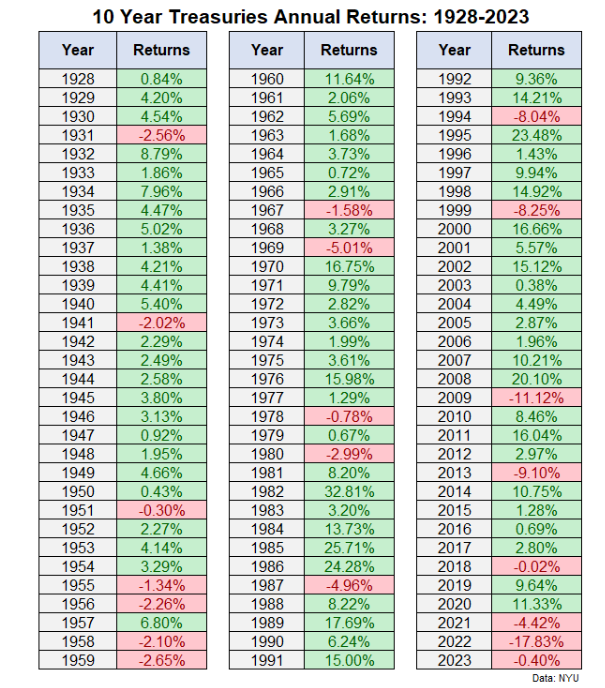 10 Year Treasuries Annual Returns: 1928-2023
Year Returns Year Returns Year Returns
1928 0.84% 1960 11.64% 1992 9.36%
1929 4.20% 1961 2.06% 1993 14.21%
1930 4.54% 1962 5.69% 1994 -8.04%
1931 -2.56% 1963 1.68% 1995 23.48%
1932 8.79% 1964 3.73% 1996 1.43%
1933 1.86% 1965 0.72% 1997 9.94%
1934 7.96% 1966 2.91% 1998 14.92%
1935 4.47% 1967 -1.58% 1999 -8.25%
1936 5.02% 1968 3.27% 2000 16.66%
1937 1.38% 1969 -5.01% 2001 5.57%
1938 4.21% 1970 16.75% 2002 15.12%
1939 4.41% 1971 9.79% 2003 0.38%
1940 5.40% 1972 2.82% 2004 4.49%
1941 -2.02% 1973 3.66% 2005 2.87%
1942 2.29% 1974 1.99% 2006 1.96%
1943 2.49% 1975 3.61% 2007 10.21%
1944 2.58% 1976 15.98% 2008 20.10%
1945 3.80% 1977 1.29% 2009 -11.12%
1946 3.13% 1978 -0.78% 2010 8.46%
1947 0.92% 1979 0.67% 2011 16.04%
1948 1.95% 1980 -2.99% 2012 2.97%
1949 4.66% 1981 8.20% 2013 -9.10%
1950 0.43% 1982 32.81% 2014 10.75%
1951 -0.30% 1983 3.20% 2015 1.28%
1952 2.27% 1984 13.73% 2016 0.69%
1953 4.14% 1985 25.71% 2017 2.80%
1954 3.29% 1986 24.28% 2018 -0.02%
1955 -1.34% 1987 -4.96% 2019 9.64%
1956 -2.26% 1988 8.22% 2020 11.33%
1957 6.80% 1989 17.69% 2021 -4.42%
1958 -2.10% 1990 6.24% 2022 -17.83%
1959 -2.65% 1991 15.00% 2023 -0.40%
Data: NYU